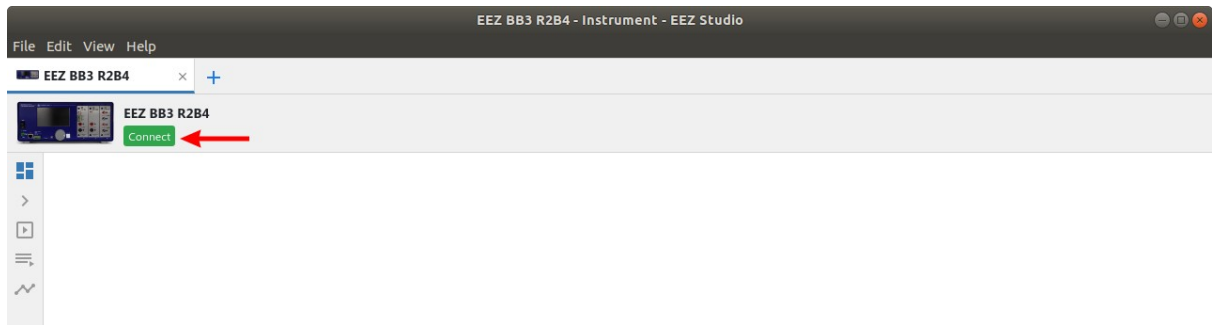 EEZ BB3 R2B4 - Instrument - EEZ Studio
File Edit View Help
EEZ BB3 R2B4
EEZ BB3 R2B4
Connect